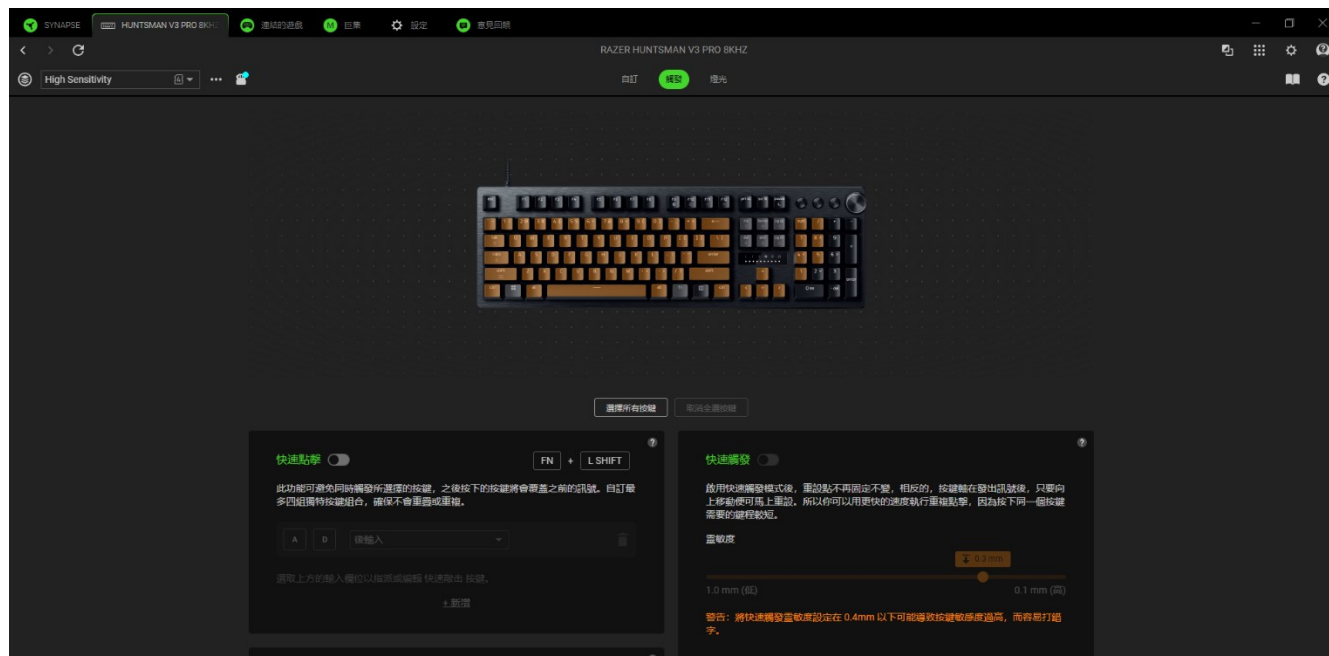 SYNAPSE
HUNTSMAN V3 PRO 8KHZ
連結的遊戲
巨集
設定
意見回饋
RAZER HUNTSMAN V3 PRO 8KHZ
High Sensitivity
自訂
觸發
燈光
選擇所有按鍵
取消全選按鍵
快速點擊
FN + L SHIFT
此功能可避免同時觸發所選擇的按鍵，之後按下的按鍵將會覆蓋之前的訊號。自訂最
多四組獨特按鍵組合，確保不會重疊或重複。
A D 後輸入
選取上方的輸入欄位以指派或編輯 快速敲击 按鍵。
+ 新增
快速觸發
啟用快速觸發模式後，重設點不再固定不變，相反的，按鍵軸在發出訊號後，只要向
上移動便可馬上重設。所以你可以用更快的速度執行重複點擊，因為按下同一個按鍵
需要的鍵程較短。
靈敏度
0.3 mm
1.0 mm (低)
0.1 mm (高)
警告：將快速觸發靈敏度設定在 0.4mm 以下可能導致按鍵敏感度過高，而容易打錯
字。